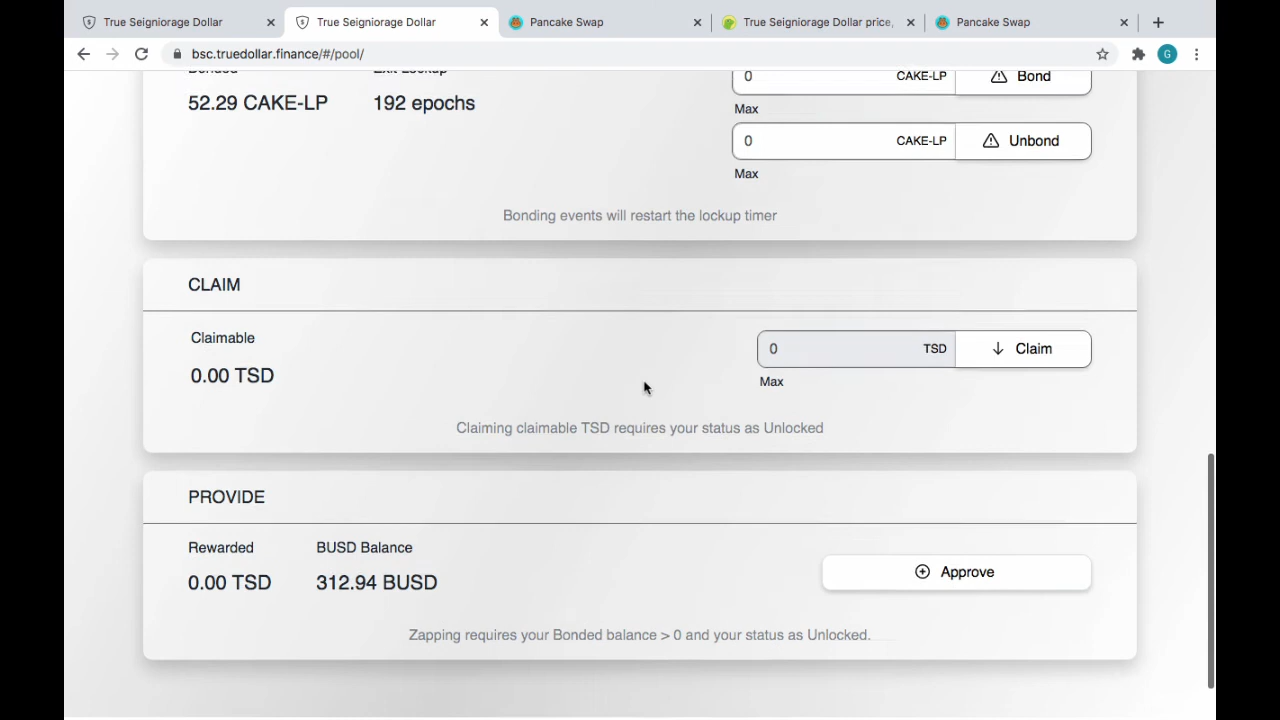 True Seigniorage Dollar
True Seigniorage Dollar
Pancake Swap
True Seigniorage Dollar price,
Pancake Swap
bsc.truedollar.finance/#/pool/
G
Bonded
Exit Lockup
52.29 CAKE-LP
192 epochs
0 CAKE-LP
Bond
Max
0 CAKE-LP
Unbond
Max
Bonding events will restart the lockup timer
CLAIM
Claimable
0.00 TSD
0 TSD
Claim
Max
Claiming claimable TSD requires your status as Unlocked
PROVIDE
Rewarded
BUSD Balance
0.00 TSD
312.94 BUSD
Approve
Zapping requires your Bonded balance > 0 and your status as Unlocked.